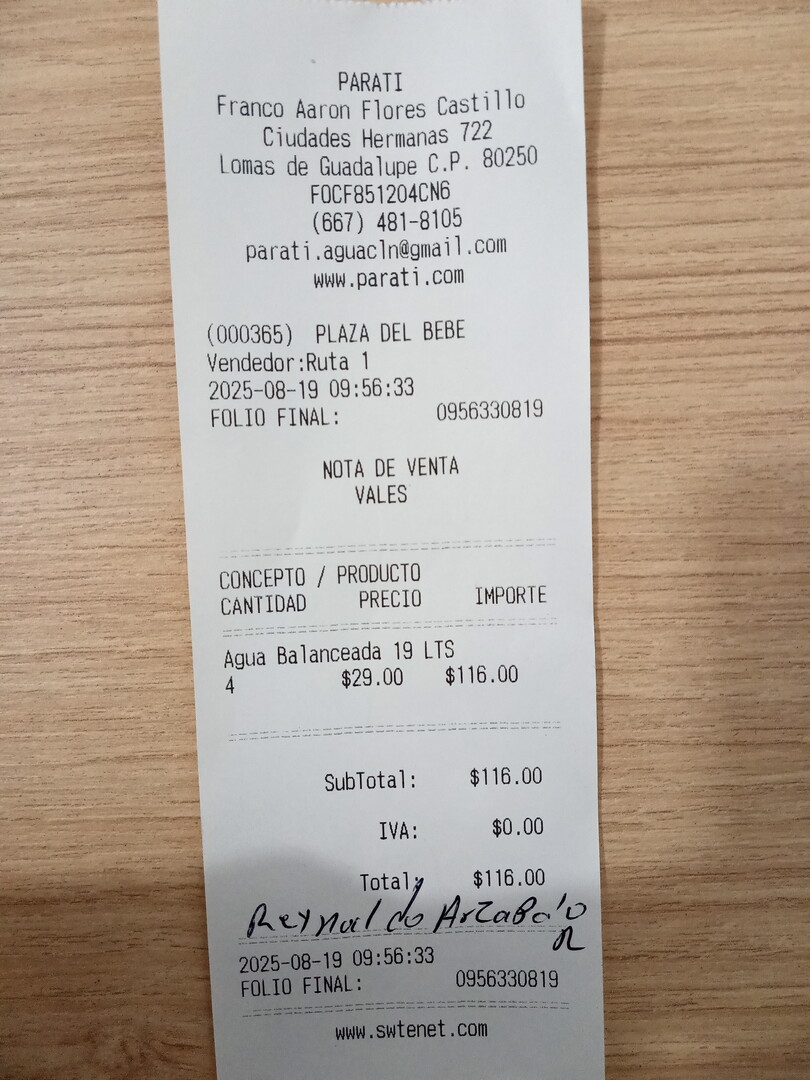 PARATI
Franco Aaron Flores Castillo
Ciudades Hermanas 722
Lomas de Guadalupe C.P. 80250
FOCF851204CN6
(667) 481-8105
parati.aguacln@gmail.com
www.parati.com
(000365) PLAZA DEL BEBE
Vendedor:Ruta 1
2025-08-19 09:56:33
FOLIO FINAL: 0956330819
NOTA DE VENTA
VALES
CONCEPTO / PRODUCTO
CANTIDAD PRECIO IMPORTE
Agua Balanceada 19 LTS
4 $29.00 $116.00
SubTotal: $116.00
IVA: $0.00
Total: $116.00
Reynaldo
2025-08-19 09:56:33
FOLIO FINAL: 0956330819
www.swtenet.com